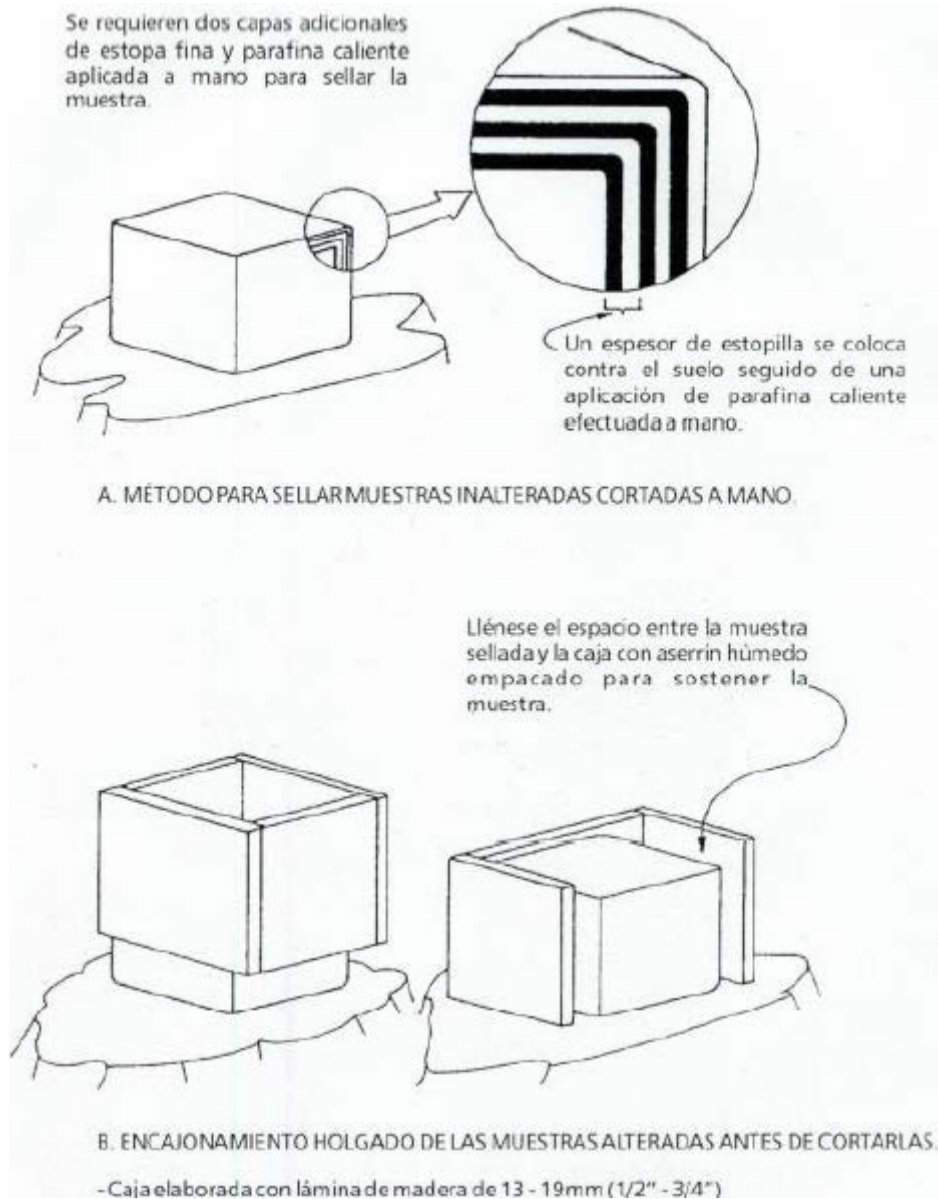 Se requieren dos capas adicionales
de estopa fina y parafina caliente
aplicada a mano para sellar la
muestra.
Un espesor de estopilla se coloca
contra el suelo seguido de una
aplicación de parafina caliente
efectuada a mano.
A. MÉTODO PARA SELLAR MUESTRAS INALTERADAS CORTADAS A MANO.
Llénese el espacio entre la muestra
sellada y la caja con aserrin húmedo
empacado para sostener la
muestra.
B. ENCAJONAMIENTO HOLGADO DE LAS MUESTRAS ALTERADAS ANTES DE CORTARLAS.
- Caja elaborada con lámina de madera de 13 - 19mm (1/2" - 3/4")